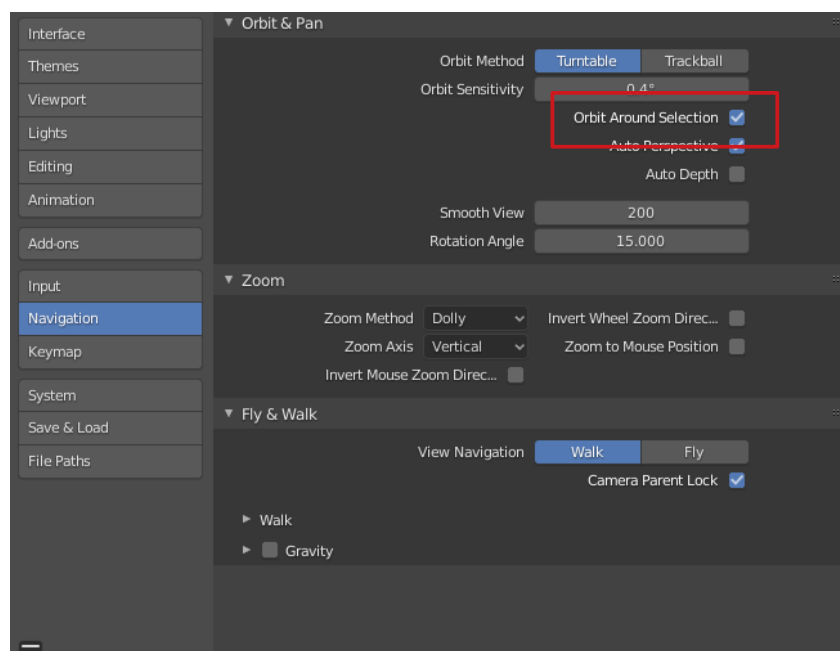 Interface
Themes
Viewport
Lights
Editing
Animation
Add-ons
Input
Navigation
Keymap
System
Save & Load
File Paths
Orbit & Pan
Orbit Method Turntable Trackball
Orbit Sensitivity 0.4°
Orbit Around Selection
Auto Perspective
Auto Depth
Smooth View 200
Rotation Angle 15.000
Zoom
Zoom Method Dolly Invert Wheel Zoom Direc...
Zoom Axis Vertical Zoom to Mouse Position
Invert Mouse Zoom Direc...
Fly & Walk
View Navigation Walk Fly
Camera Parent Lock
Walk
Gravity